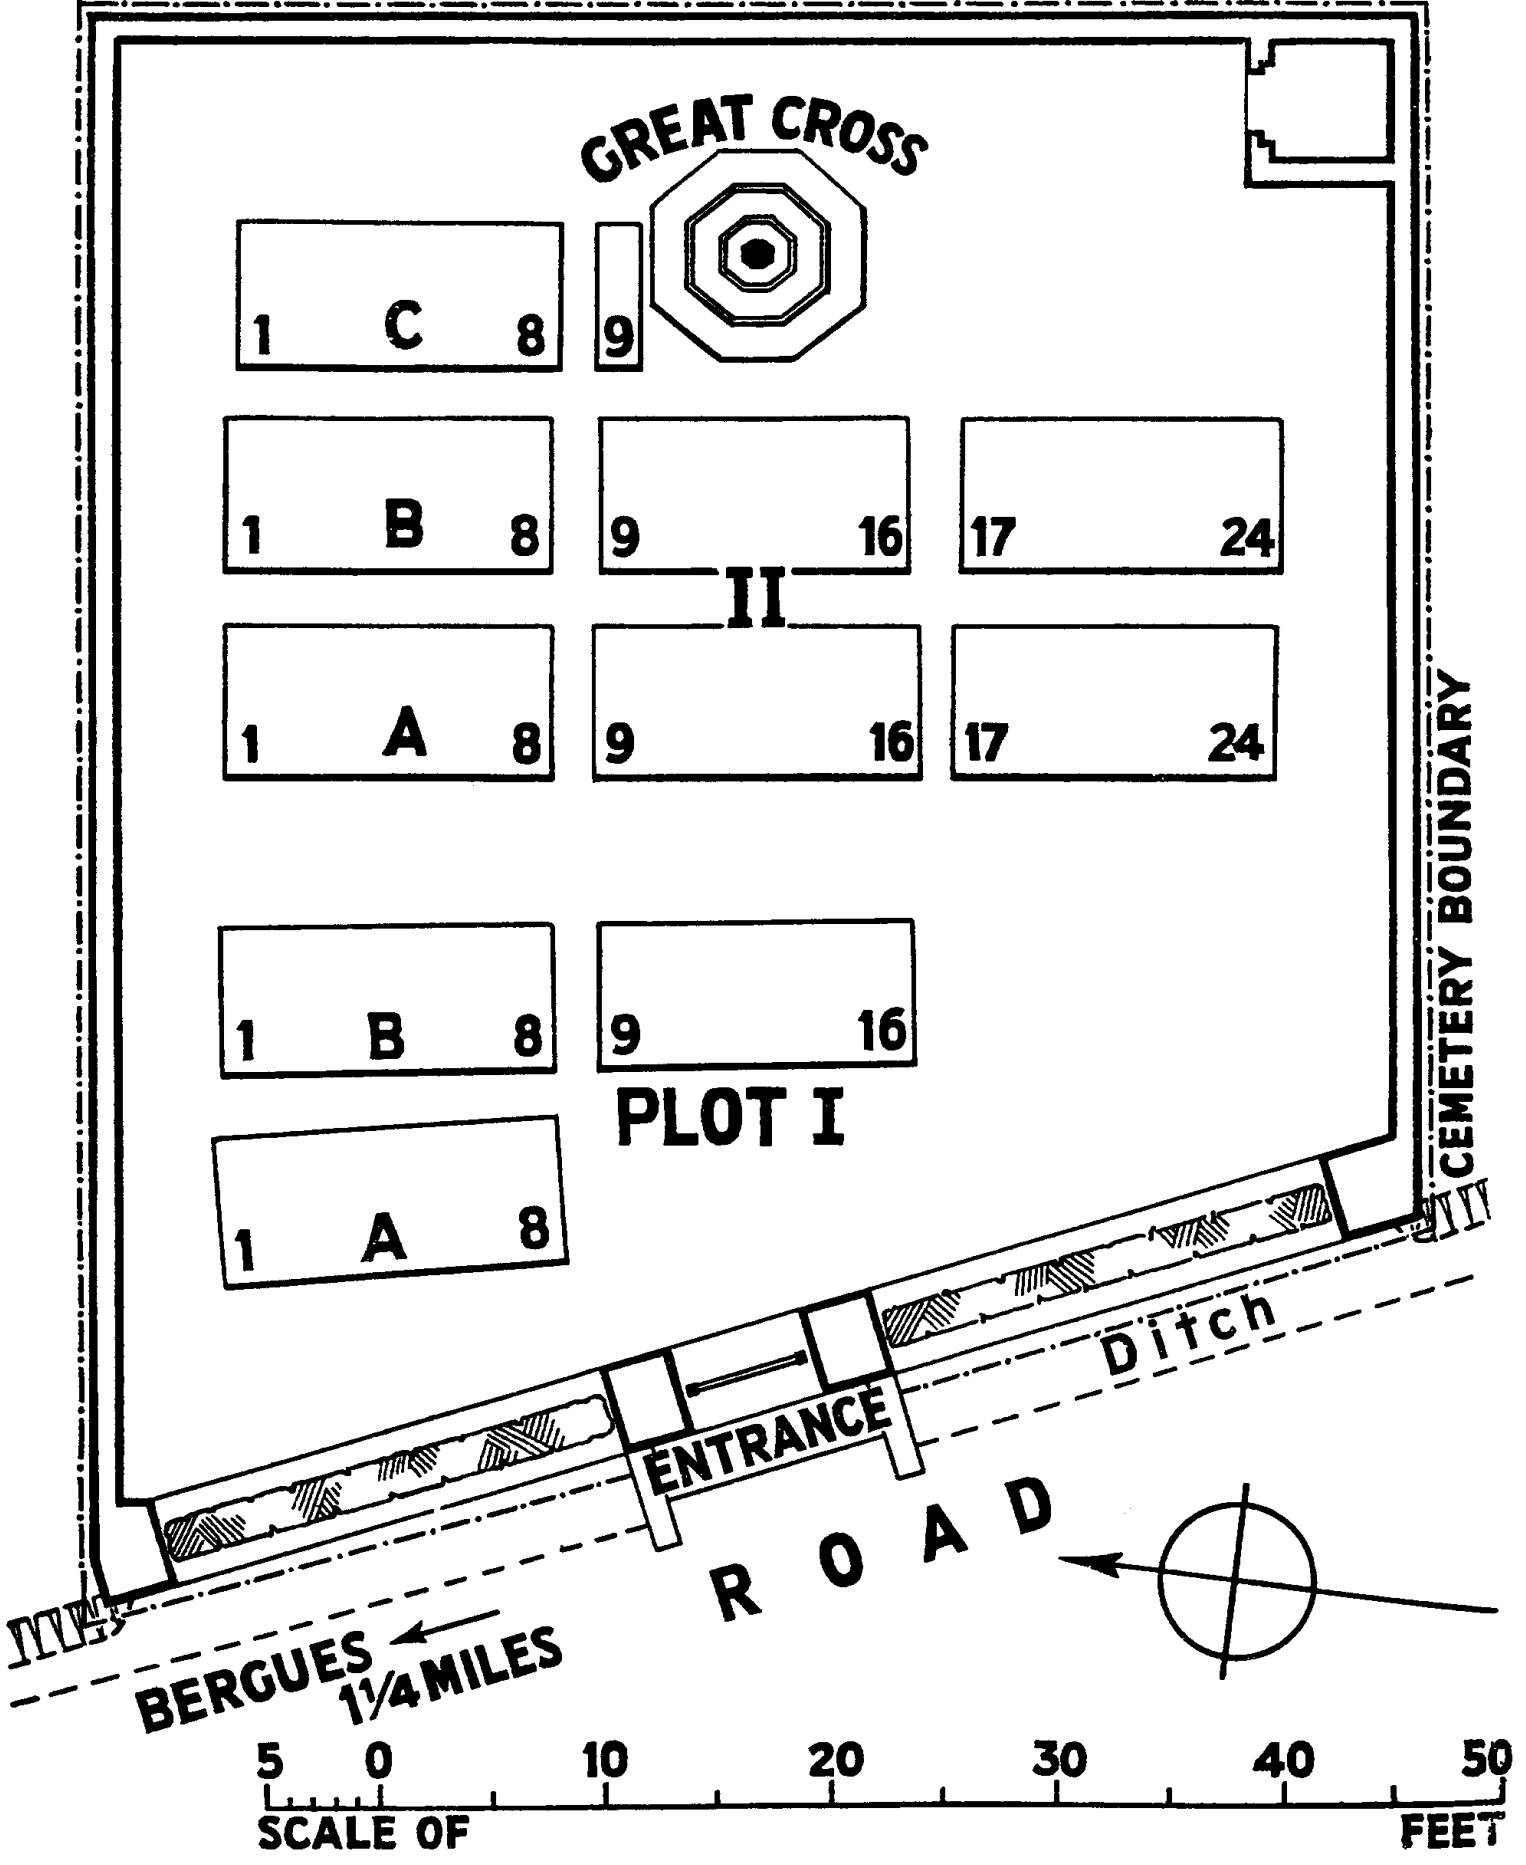 GREAT CROSS
1 C 8 9
1 B 8 9 16 17 24
II
1 A 8 9 16 17 24
CEMETERY BOUNDARY
1 B 8 9 16
PLOT I
1 A 8
Ditch
ENTRANCE
ROAD
BERGUES
1¼ MILES
5 0 10 20 30 40 50
SCALE OF FEET